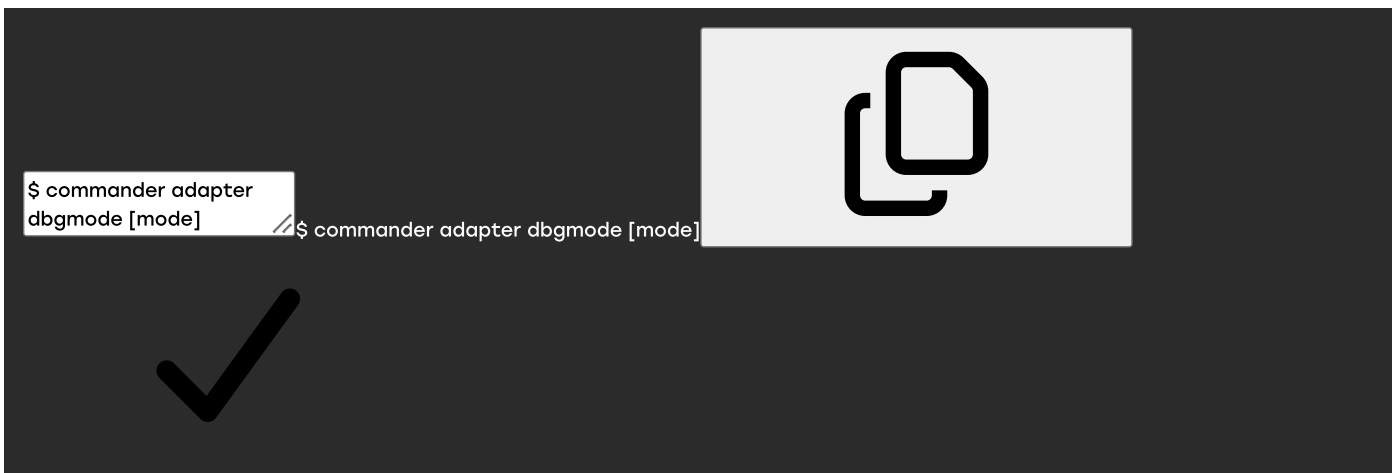 $ commander adapter
dbgmode [mode]
$ commander adapter dbgmode [mode]